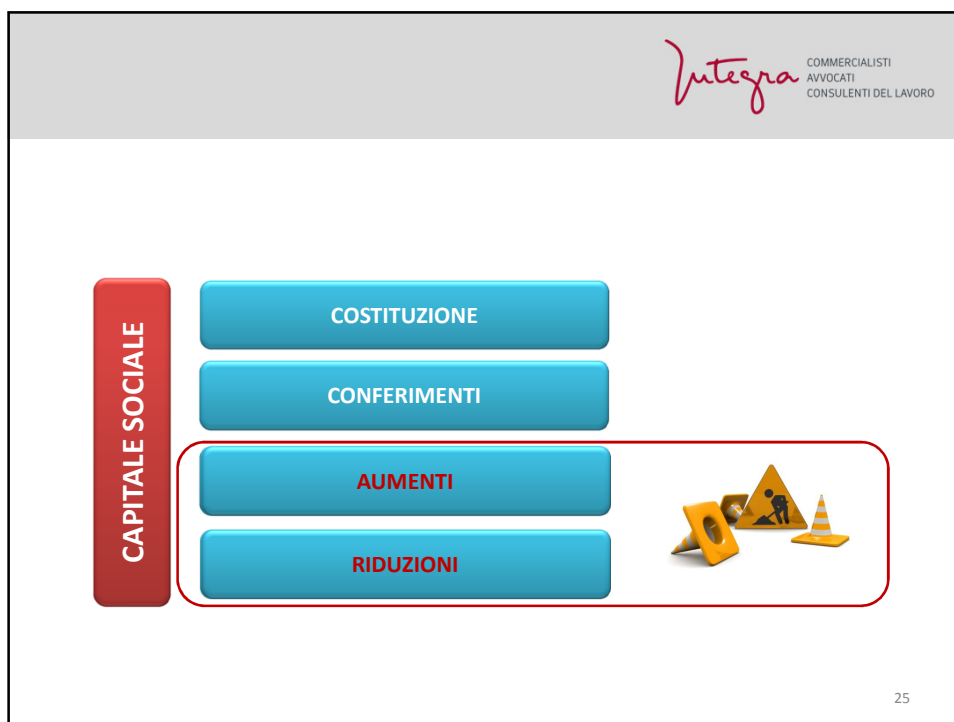 Integra
COMMERCIALISTI
AVVOCATI
CONSULENTI DEL LAVORO
CAPITALE SOCIALE
COSTITUZIONE
CONFERIMENTI
AUMENTI
RIDUZIONI
25